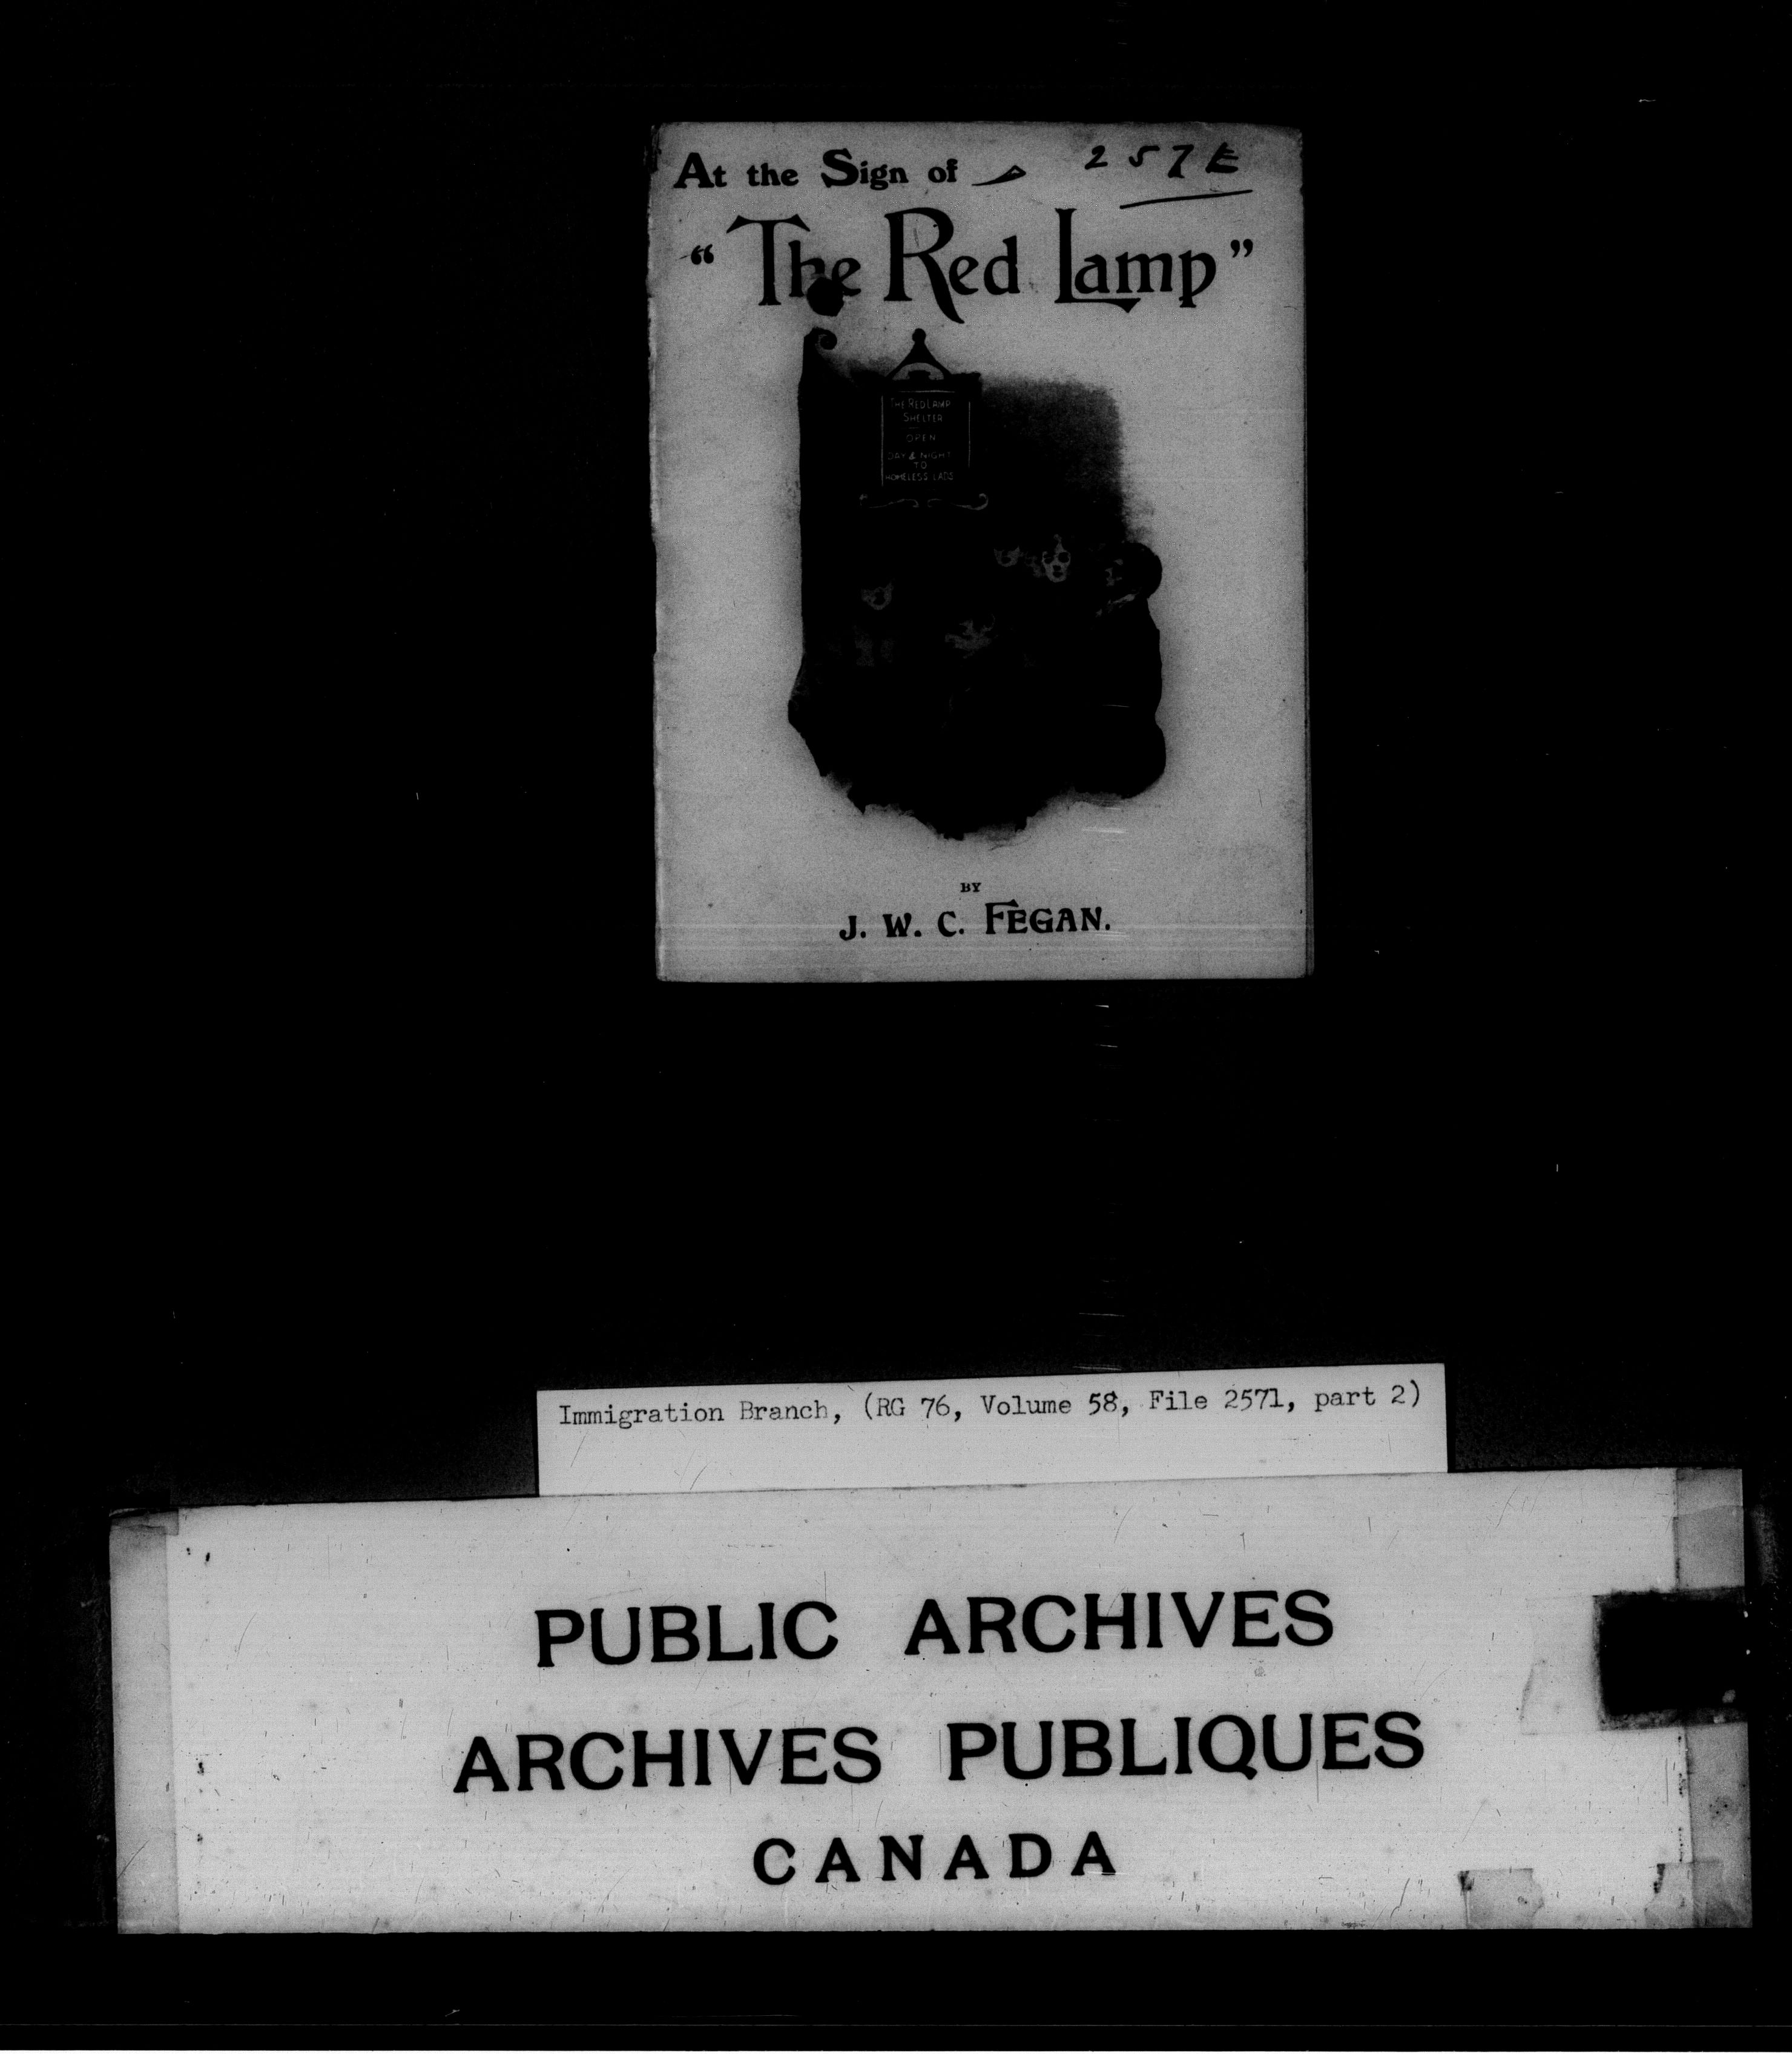 At the Sign of
257E
“The Red Lamp”
THE RED LAMP
SHELTER
OPEN
DAY & NIGHT
TO
HOMELESS LADS
BY
J. W. C. FEGAN.
Immigration Branch, (RG 76, Volume 58, File 2571, part 2)
PUBLIC ARCHIVES
ARCHIVES PUBLIQUES
CANADA